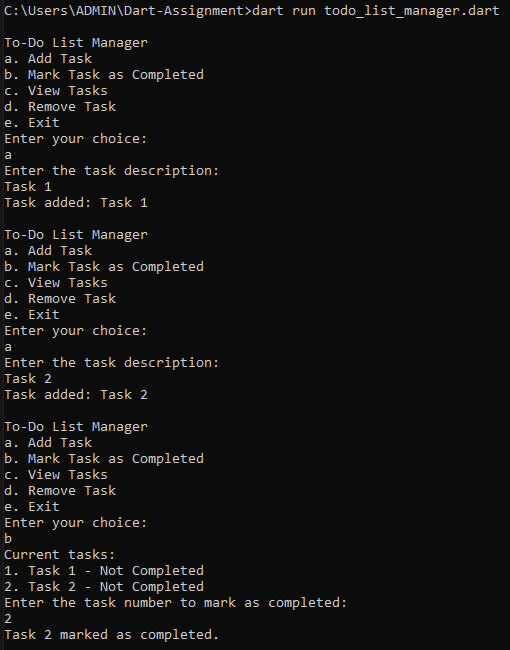 C:\Users\ADMIN\Dart-Assignment>dart run todo_list_manager.dart
To-Do List Manager
a. Add Task
b. Mark Task as Completed
c. View Tasks
d. Remove Task
e. Exit
Enter your choice:
a
Enter the task description:
Task 1
Task added: Task 1
To-Do List Manager
a. Add Task
b. Mark Task as Completed
c. View Tasks
d. Remove Task
e. Exit
Enter your choice:
a
Enter the task description:
Task 2
Task added: Task 2
To-Do List Manager
a. Add Task
b. Mark Task as Completed
c. View Tasks
d. Remove Task
e. Exit
Enter your choice:
b
Current tasks:
1. Task 1 - Not Completed
2. Task 2 - Not Completed
Enter the task number to mark as completed:
2
Task 2 marked as completed.